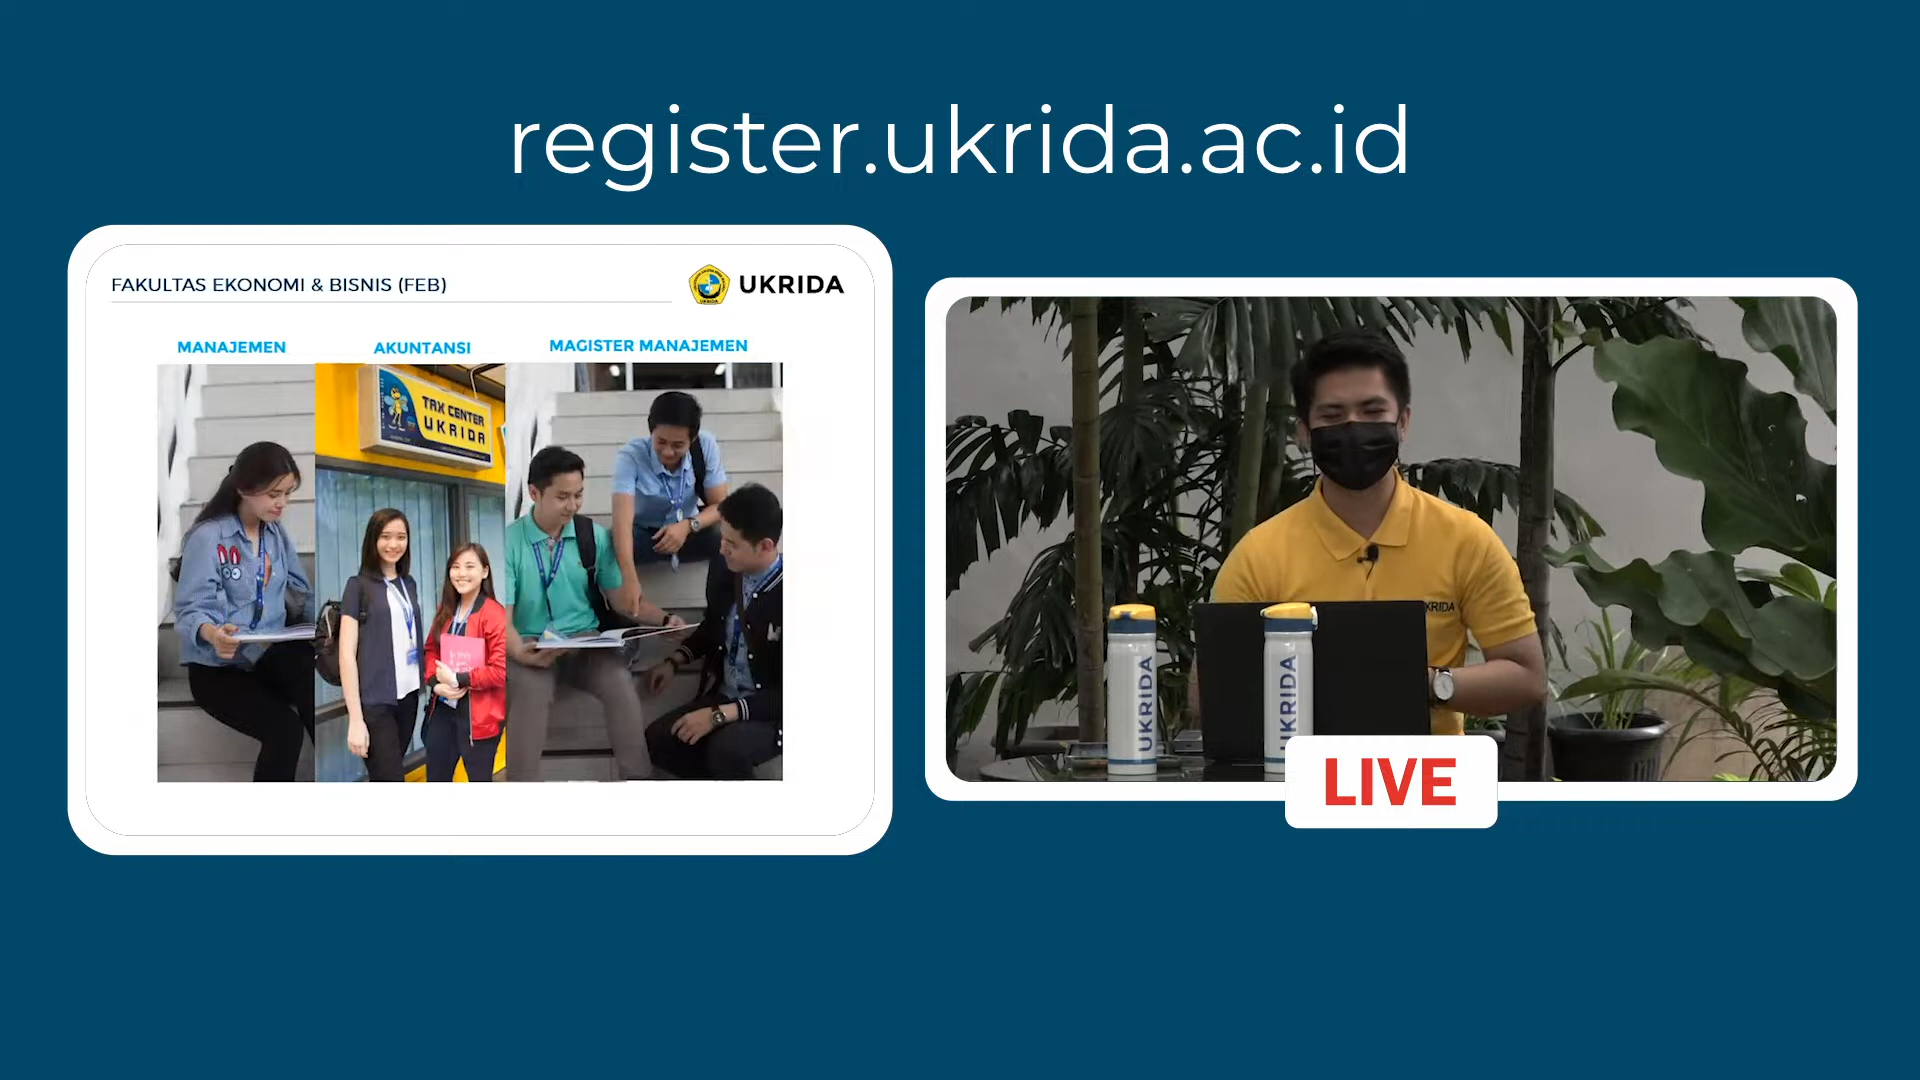 register.ukrida.ac.id
FAKULTAS EKONOMI & BISNIS (FEB)
UKRIDA
MANAJEMEN
AKUNTANSI
MAGISTER MANAJEMEN
TAX CENTER
UKRIDA
KRIDA
UKRIDA
UKRIDA
LIVE